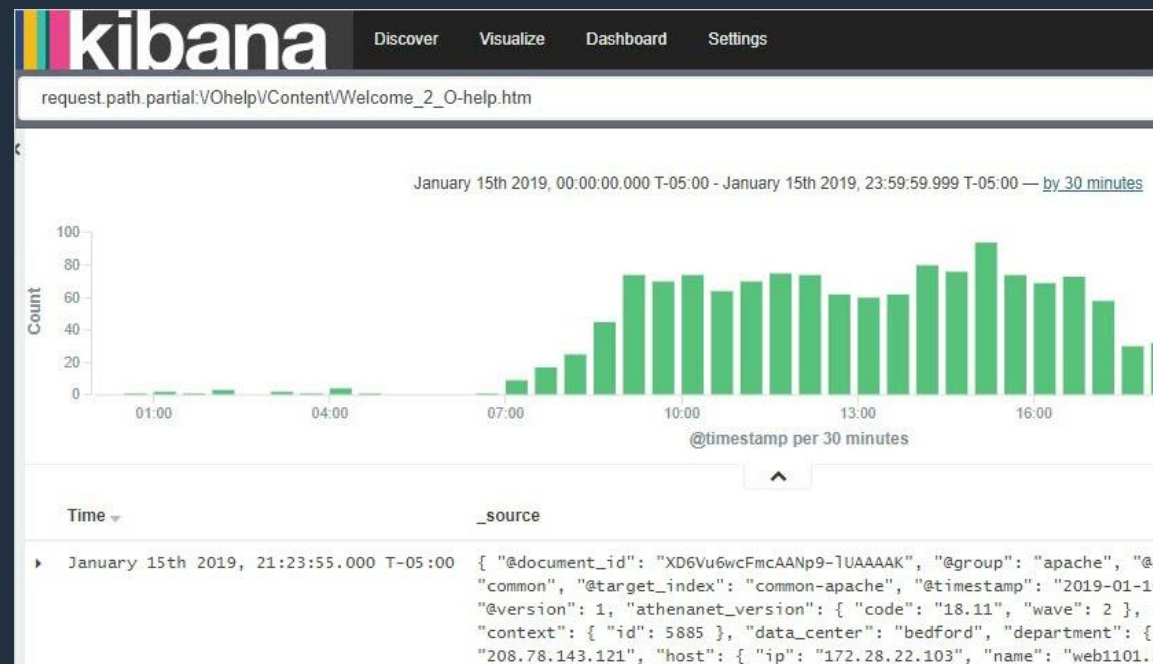 kibana
Discover Visualize Dashboard Settings
request.path.partial:\/Ohelp\/Content\/Welcome_2_O-help.htm
January 15th 2019, 00:00:00.000 T-05:00 - January 15th 2019, 23:59:59.999 T-05:00 — by 30 minutes
100
80
60
40
20
0
Count
01:00 04:00 07:00 10:00 13:00 16:00
@timestamp per 30 minutes
Time _source
January 15th 2019, 21:23:55.000 T-05:00 { "@document_id": "XD6Vu6wcFmcAANp9-lUAAAAK", "@group": "apache", "@
"common", "@target_index": "common-apache", "@timestamp": "2019-01-1
"@version": 1, "athenanet_version": { "code": "18.11", "wave": 2 },
"context": { "id": 5885 }, "data_center": "bedford", "department": {
"208.78.143.121", "host": { "ip": "172.28.22.103", "name": "web1101.